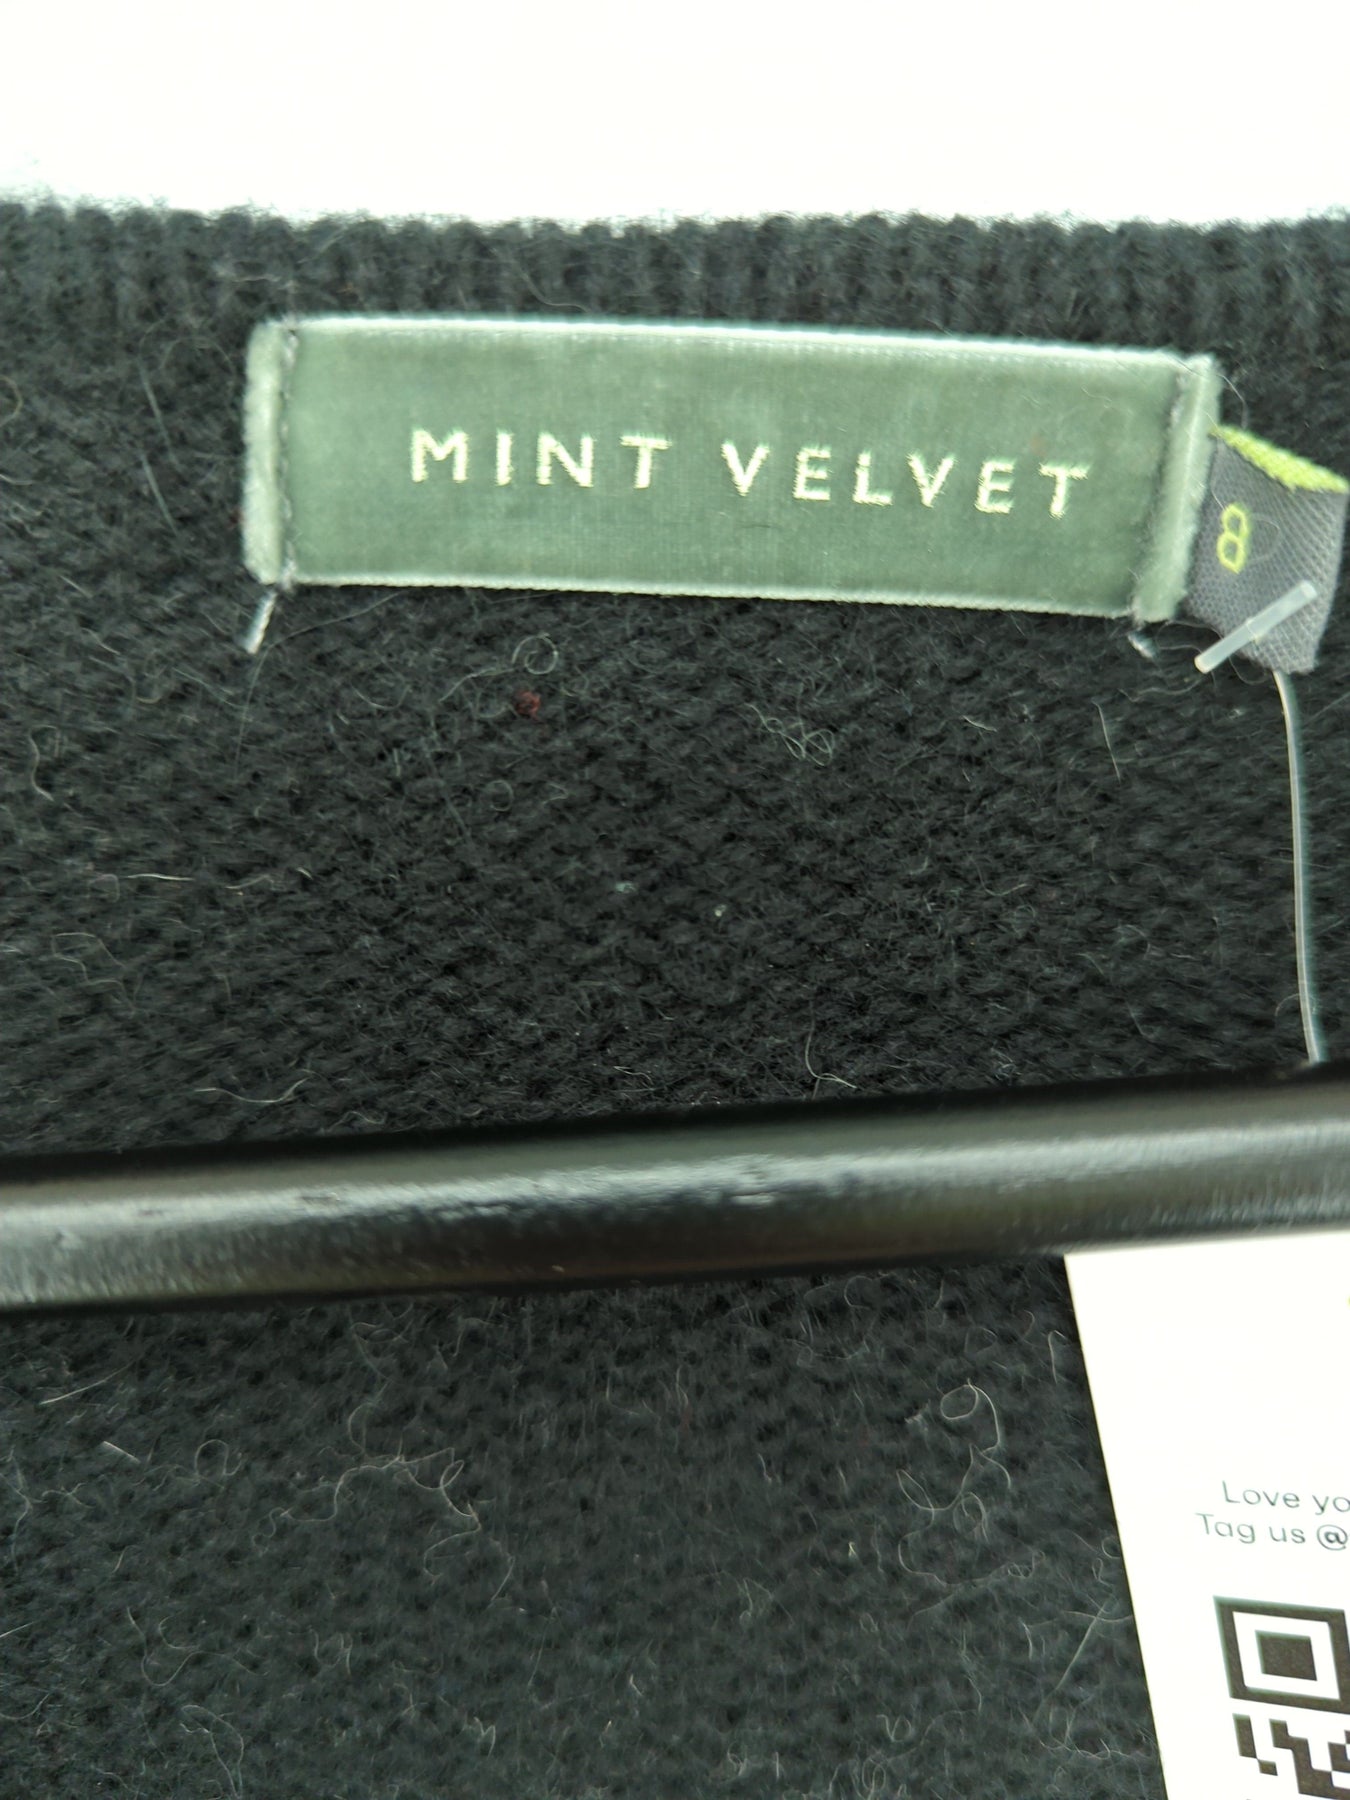 MINT VELVET
8
Love yo
Tag us @